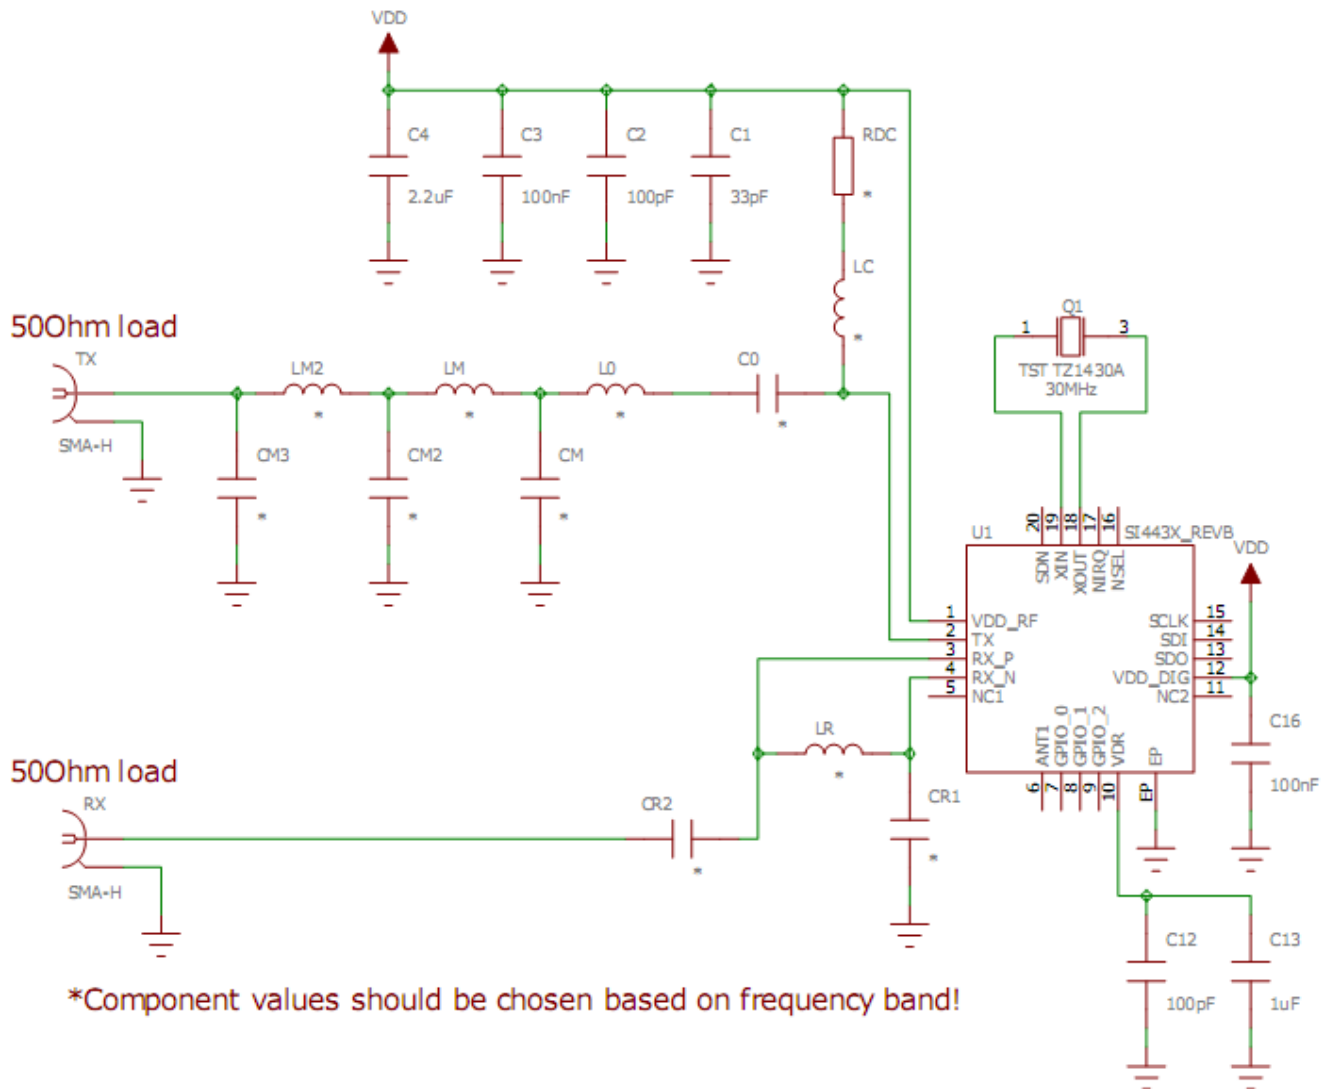 VDD
C4
C3
C2
C1
RDC
2.2uF
100nF
100pF
33pF
*
LC
*
50Ohm load
TX
LM2
LM
L0
C0
*
*
*
*
SMA-H
CM3
CM2
CM
*
*
*
Q1
1
3
TST TZ1430A
30MHz
20
19
18
17
16
U1
SI443X_REVB
SDN
XIN
XOUT
NIRQ
NSEL
VDD
1
VDD_RF
SCLK
15
2
TX
SDI
14
3
RX_P
SDO
13
4
RX_N
VDD_DIG
12
5
NC1
NC2
11
ANT1
GPIO_0
GPIO_1
GPIO_2
VDR
EP
6
7
8
9
10
EP
C16
100nF
LR
*
50Ohm load
RX
CR2
CR1
*
*
SMA-H
C12
C13
100pF
1uF
*Component values should be chosen based on frequency band!